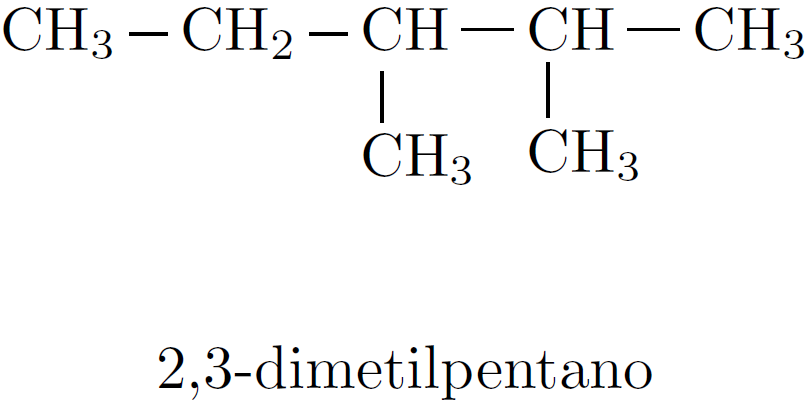 CH₃ — CH₂ — CH — CH — CH₃
CH₃ CH₃
2,3-dimetilpentano